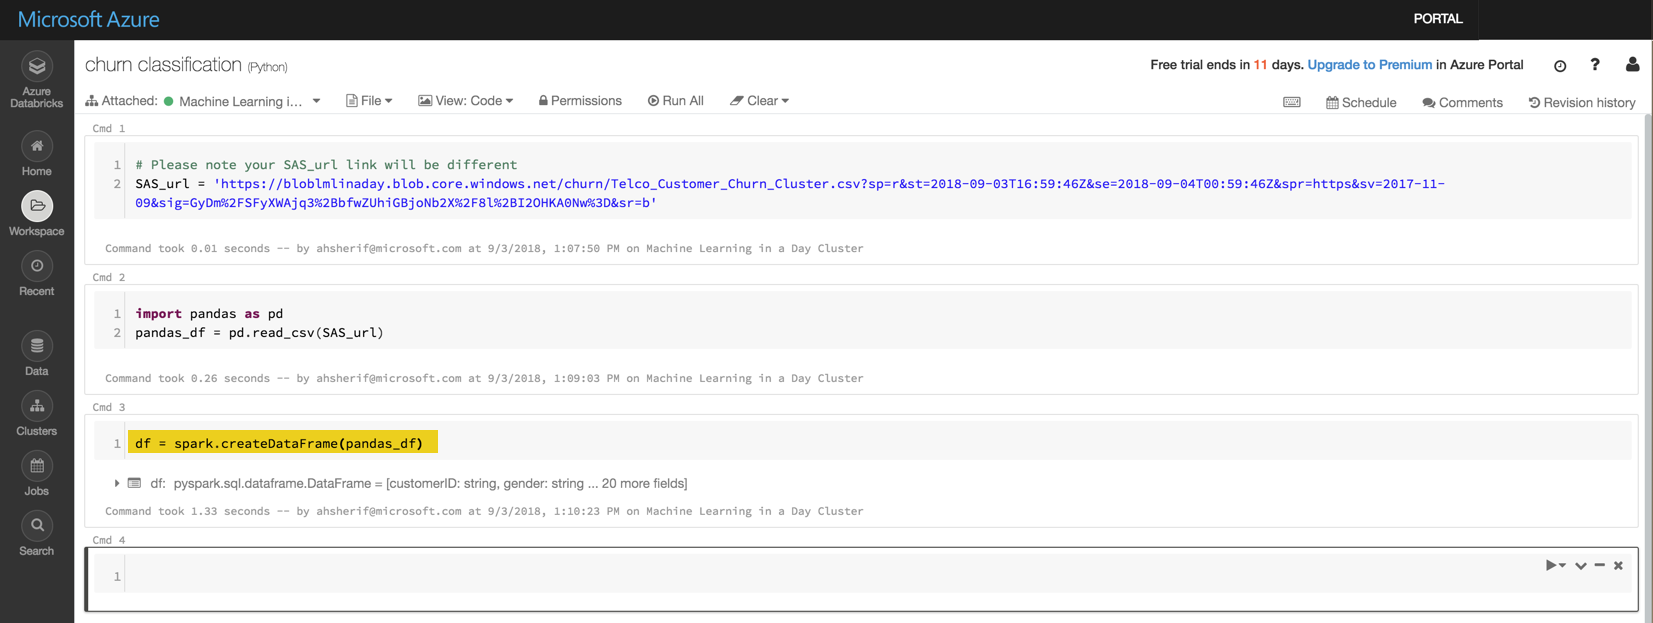 Microsoft Azure
PORTAL
Azure
Databricks
Home
Workspace
Recent
Data
Clusters
Jobs
Search
churn classification (Python)
Free trial ends in 11 days. Upgrade to Premium in Azure Portal
?
Attached: Machine Learning i... File View: Code Permissions Run All Clear
Schedule Comments Revision history
Cmd 1
1 # Please note your SAS_url link will be different
2 SAS_url = 'https://bloblmlinaday.blob.core.windows.net/churn/Telco_Customer_Churn_Cluster.csv?sp=r&st=2018-09-03T16:59:46Z&se=2018-09-04T00:59:46Z&spr=https&sv=2017-11-
09&sig=GyDm%2FSFyXWAjq3%2BbfwZUhiGBjoNb2X%2F8l%2BI2OHKA0Nw%3D&sr=b'
Command took 0.01 seconds -- by ahsherif@microsoft.com at 9/3/2018, 1:07:50 PM on Machine Learning in a Day Cluster
Cmd 2
1 import pandas as pd
2 pandas_df = pd.read_csv(SAS_url)
Command took 0.26 seconds -- by ahsherif@microsoft.com at 9/3/2018, 1:09:03 PM on Machine Learning in a Day Cluster
Cmd 3
1 df = spark.createDataFrame(pandas_df)
df: pyspark.sql.dataframe.DataFrame = [customerID: string, gender: string ... 20 more fields]
Command took 1.33 seconds -- by ahsherif@microsoft.com at 9/3/2018, 1:10:23 PM on Machine Learning in a Day Cluster
Cmd 4
1